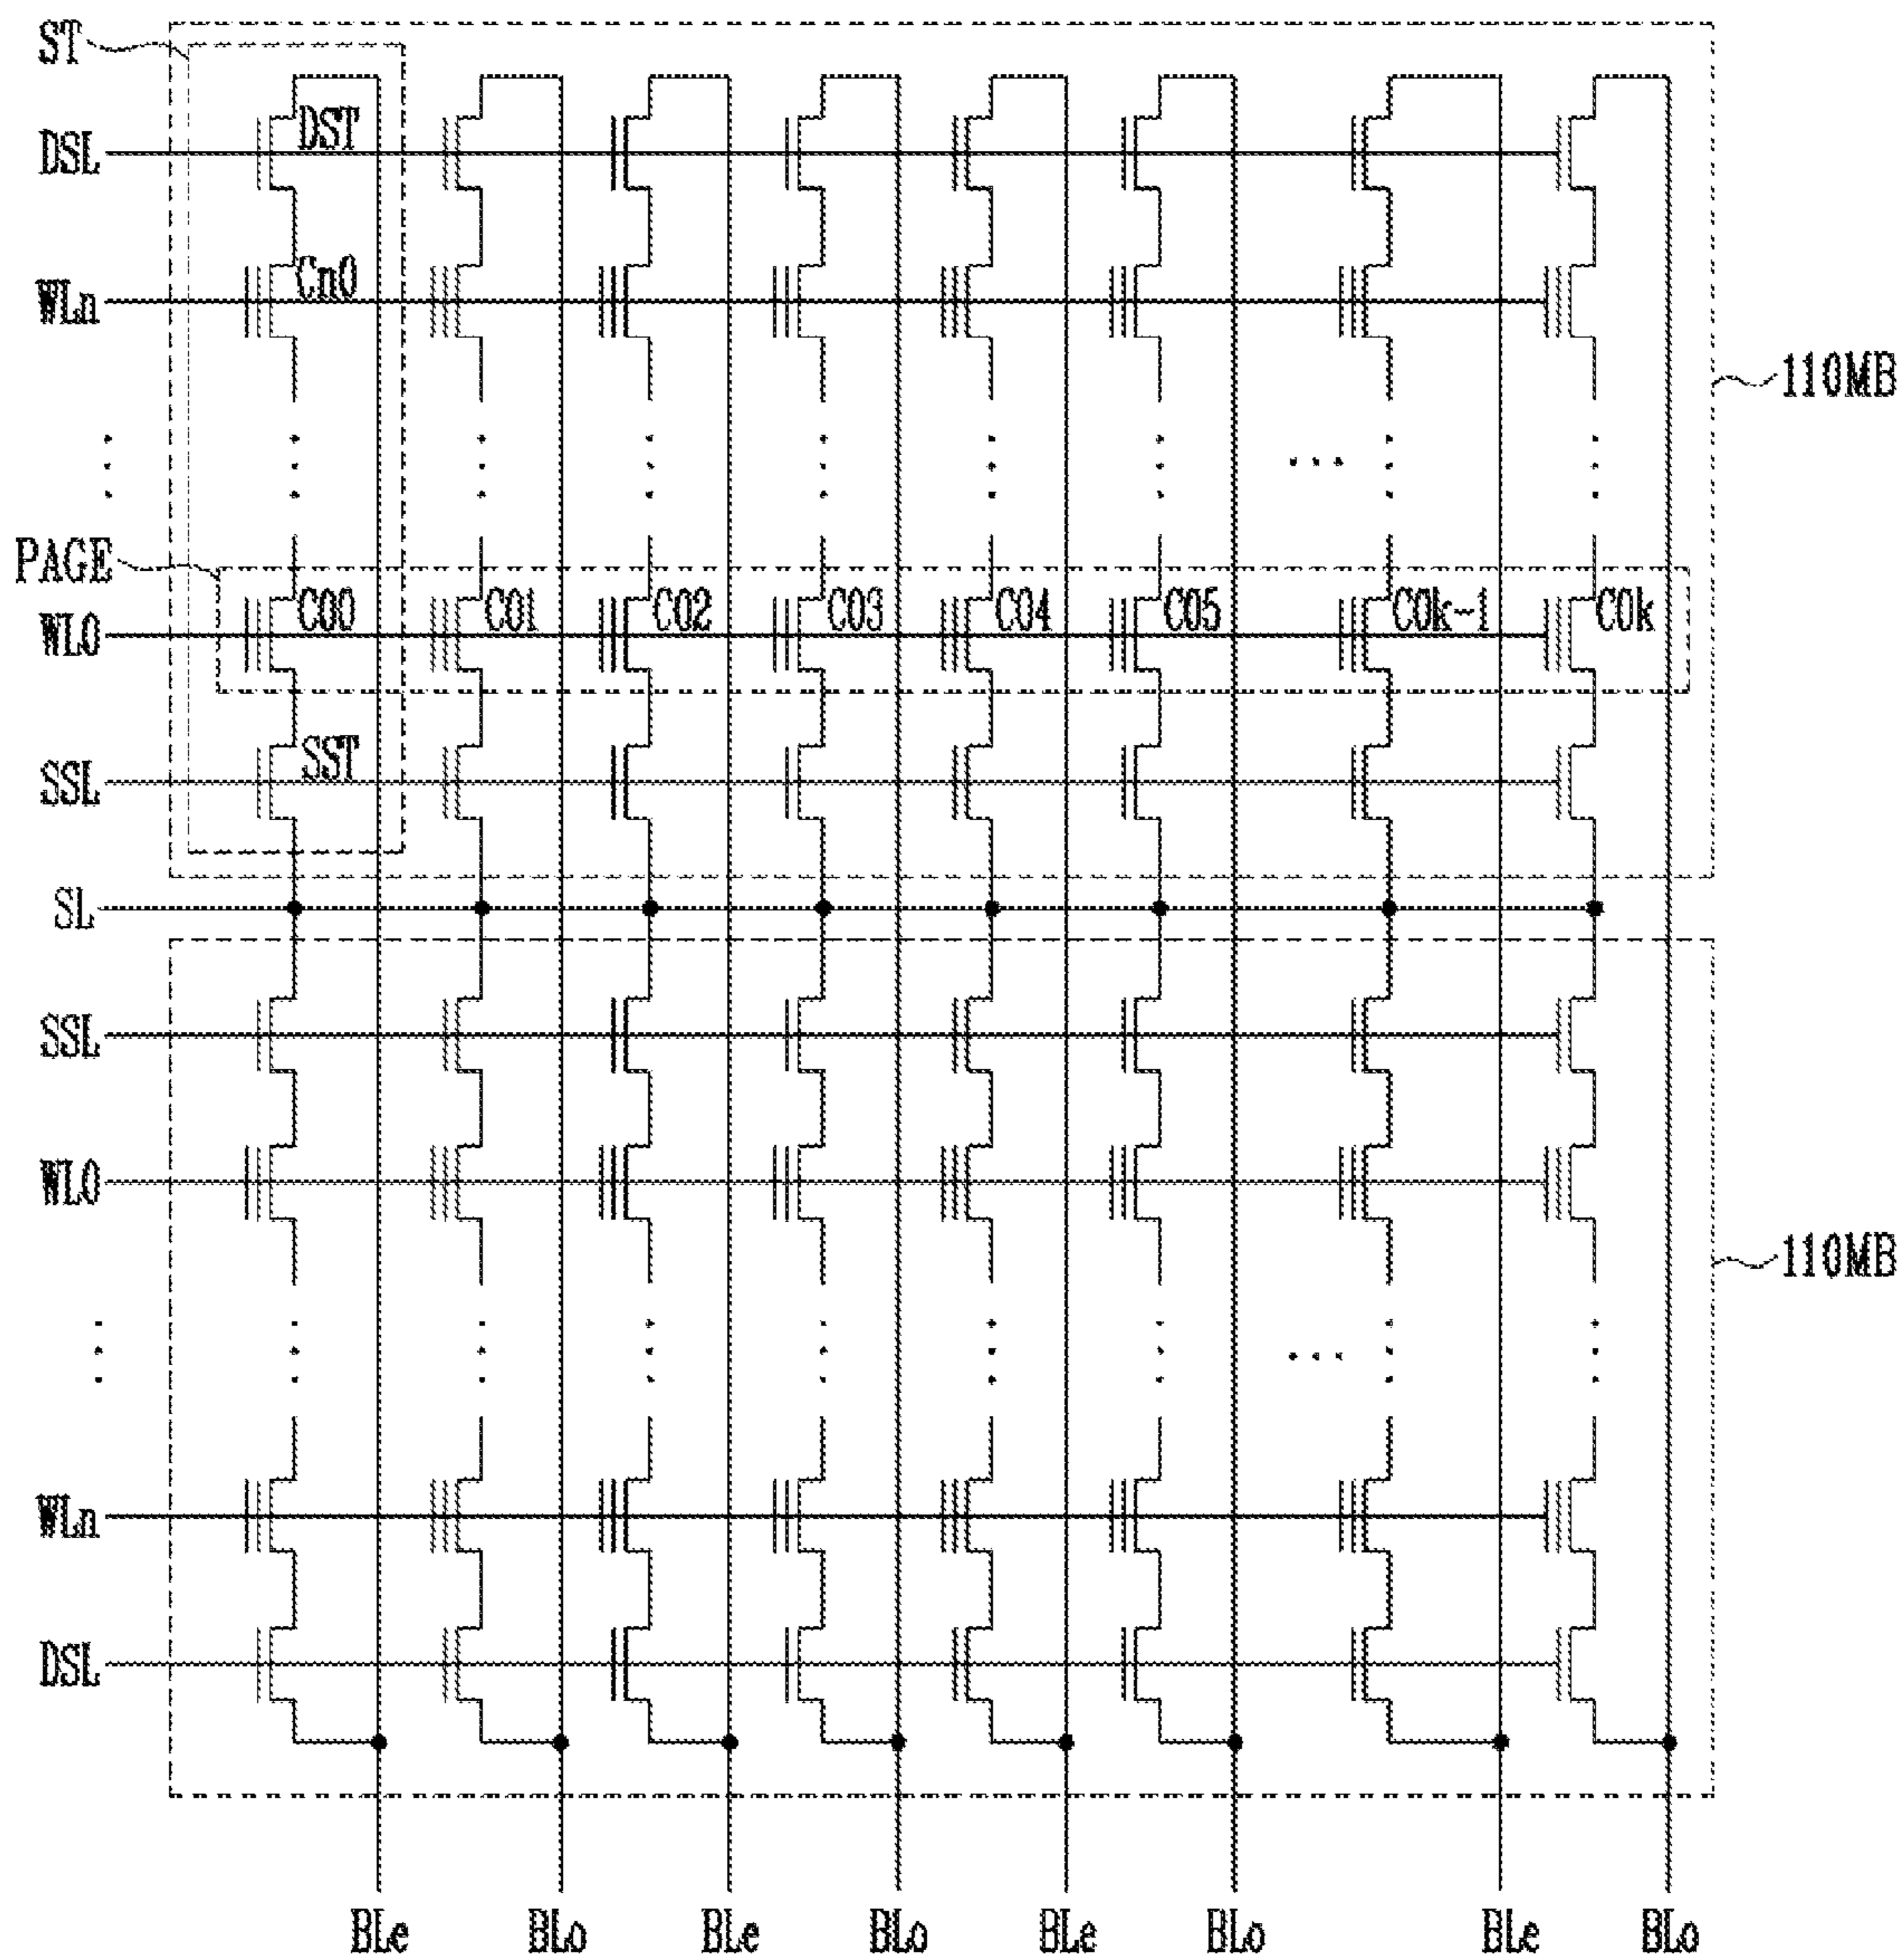 ST
DST
DSL
Cn0
WLn
110MB
PAGE
C00 C01 C02 C03 C04 C05 C0k-1 C0k
WL0
SST
SSL
SL
SSL
WL0
110MB
WLn
DSL
BLe BLo BLe BLo BLe BLo BLe BLo